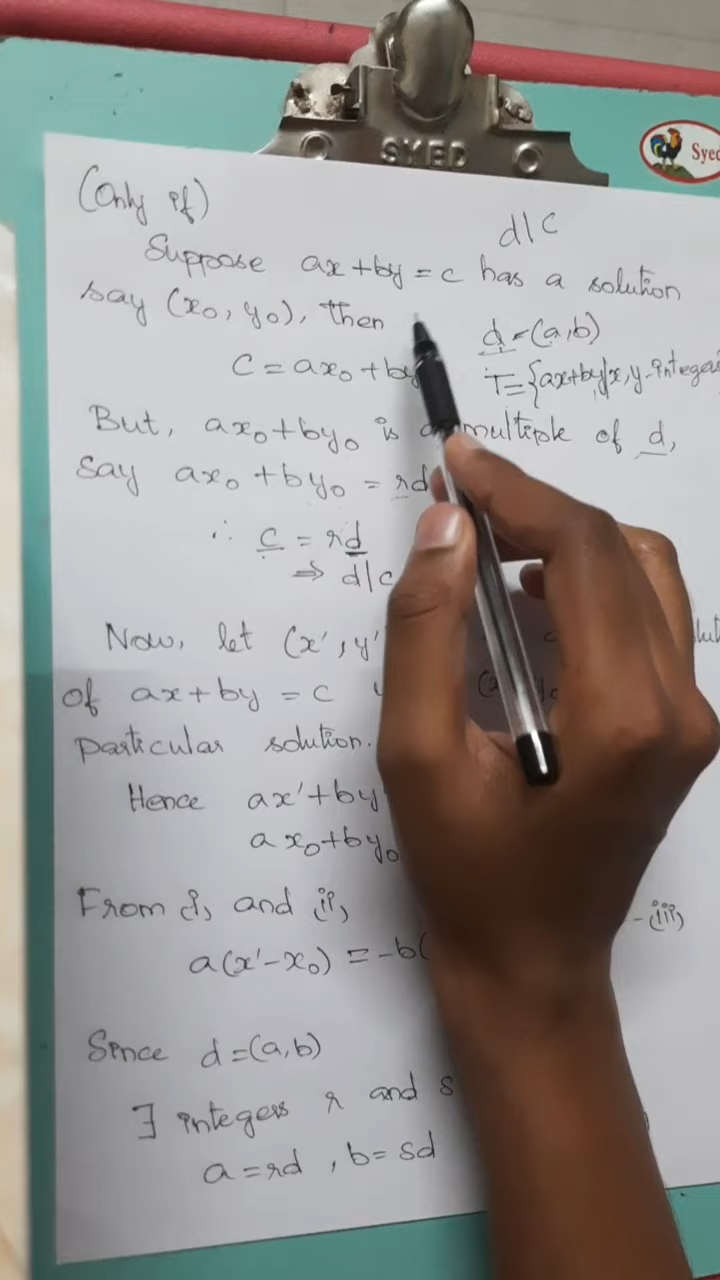 SYED
Syed
(Only if)
d|c
Suppose ax+by=c has a solution
say (x₀, y₀), then
d=(a,b)
c = ax₀ + by
T={ax+by|x,y-integer
But, ax₀+by₀ is multiple of d,
say ax₀ + by₀ = rd
∴ c = rd
⇒ d|c
Now, let (x′, y′
of ax+by = c
particular solution.
Hence ax′+by
ax₀+by₀
From i, and ii,
-(iii)
a(x′-x₀) = -b(
Since d=(a,b)
∃ integers r and s
a=rd , b=sd